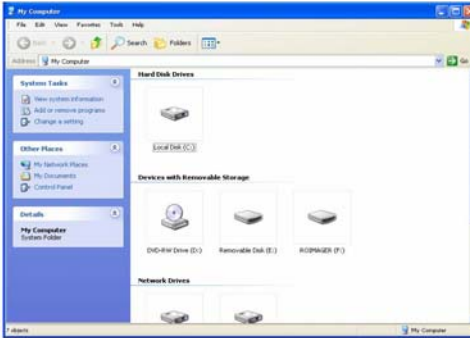 My Computer
File Edit View Favorites Tools Help
Back Search Folders
Address My Computer Go
System Tasks
View system information
Add or remove programs
Change a setting
Other Places
My Network Places
My Documents
Control Panel
Details
My Computer
System Folder
Hard Disk Drives
Local Disk (C:)
Devices with Removable Storage
DVD-RW Drive (D:) Removable Disk (E:) ROIMAGER (F:)
Network Drives
7 objects
My Computer